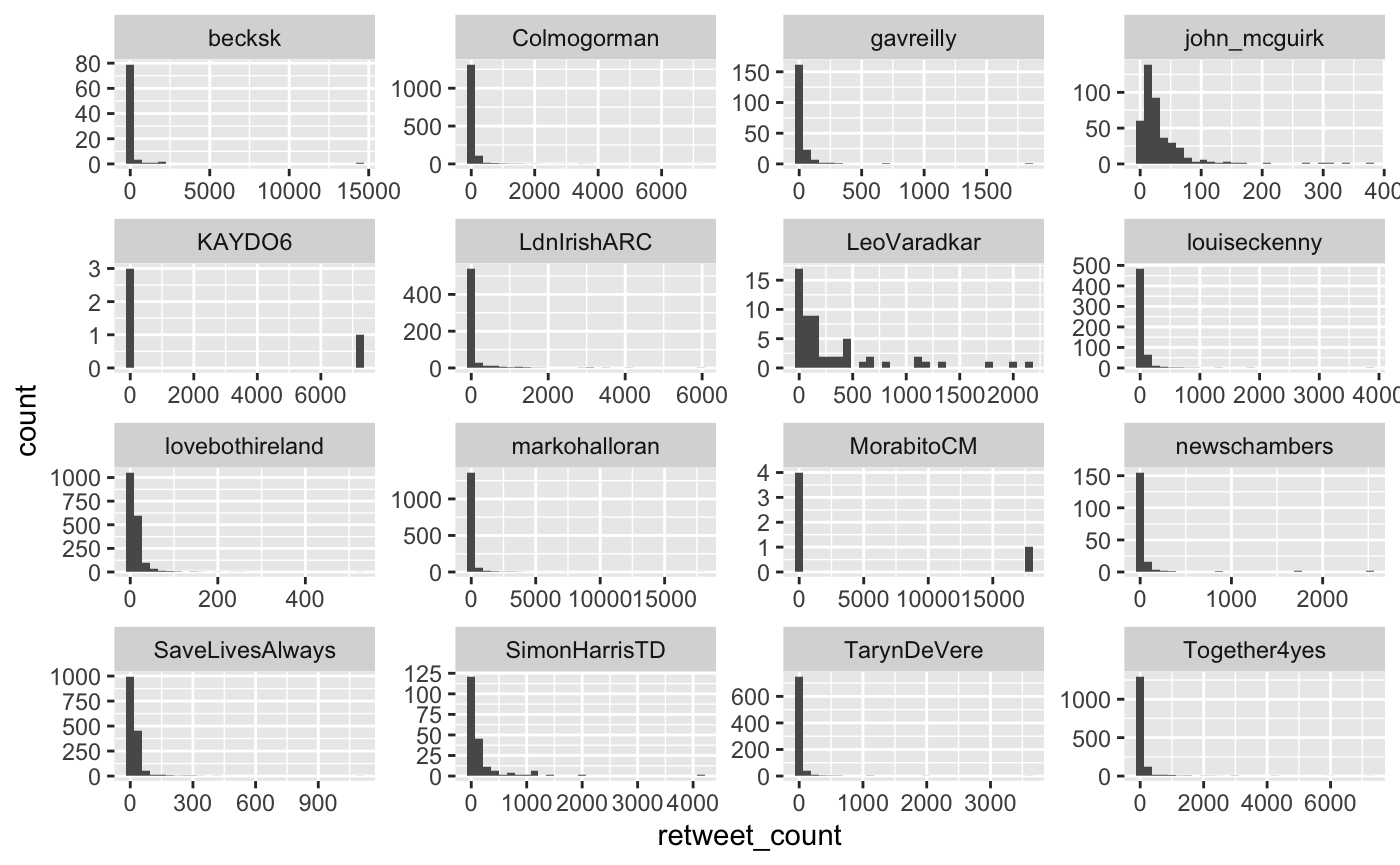 becksk Colmogorman gavreilly john_mcguirk
80 60 40 20 0
1000 500 0
150 100 50 0
100 50 0
0 5000 10000 15000 0 2000 4000 6000 0 500 1000 1500 0 100 200 300 400
KAYDO6 LdnIrishARC LeoVaradkar louiseckenny
3 2 1 0
400 200 0
15 10 5 0
500 400 300 200 100 0
0 2000 4000 6000 0 2000 4000 6000 0 500 1000 1500 2000 0 1000 2000 3000 4000
count
lovebothireland markohalloran MorabitoCM newschambers
1000 750 500 250 0
1000 500 0
4 3 2 1 0
150 100 50 0
0 200 400 0 5000 10000 15000 0 5000 10000 15000 0 1000 2000
SaveLivesAlways SimonHarrisTD TarynDeVere Together4yes
1000 750 500 250 0
125 100 75 50 25 0
600 400 200 0
1000 500 0
0 300 600 900 0 1000 2000 3000 4000 0 1000 2000 3000 0 2000 4000 6000
retweet_count